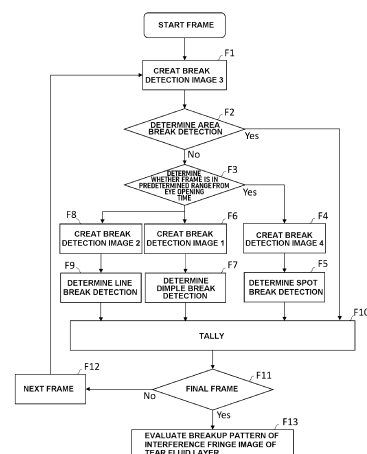 START FRAME
F1
CREAT BREAK
DETECTION IMAGE 3
F2
DETERMINE AREA
BREAK DETECTION
Yes
No
F3
DETERMINE
WHETHER FRAME IS IN
PREDETERMINED RANGE FROM
EYE OPENING
TIME
Yes
F8
CREAT BREAK
DETECTION IMAGE 2
F6
CREAT BREAK
DETECTION IMAGE 1
F4
CREAT BREAK
DETECTION IMAGE 4
F9
DETERMINE LINE
BREAK DETECTION
F7
DETERMINE
DIMPLE BREAK
DETECTION
F5
DETERMINE SPOT
BREAK DETECTION
F10
TALLY
F12
NEXT FRAME
F11
FINAL FRAME
No
Yes
F13
EVALUATE BREAKUP PATTERN OF
INTERFERENCE FRINGE IMAGE OF
TEAR FLUID LAYER